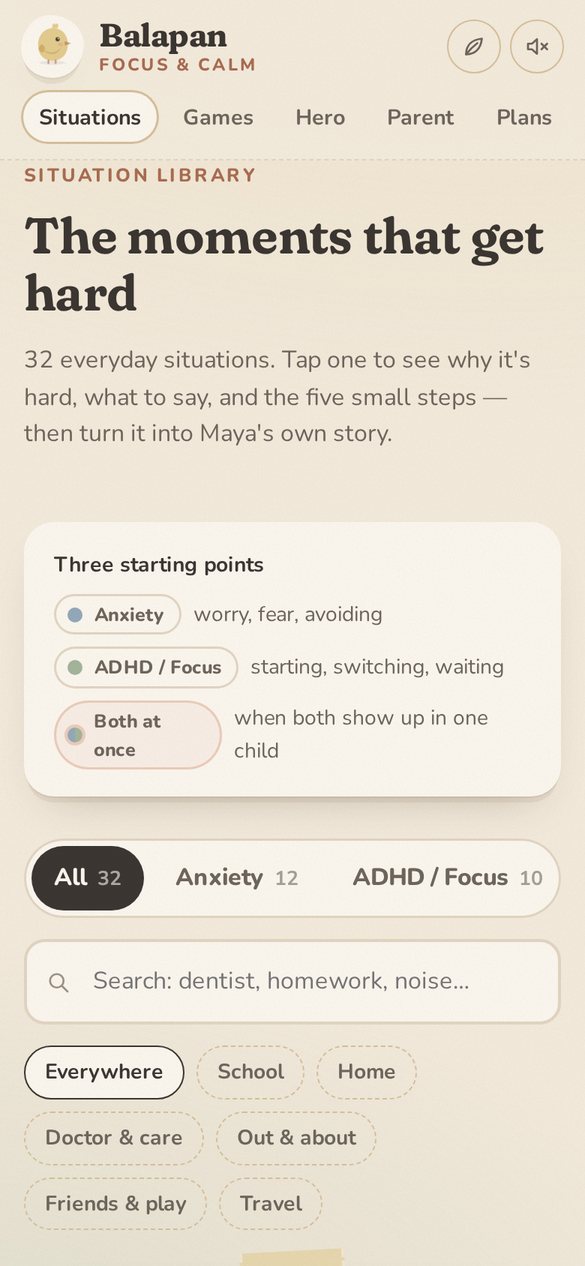 Balapan
FOCUS & CALM
Situations Games Hero Parent Plans
SITUATION LIBRARY
The moments that get
hard
32 everyday situations. Tap one to see why it's
hard, what to say, and the five small steps —
then turn it into Maya's own story.
Three starting points
Anxiety worry, fear, avoiding
ADHD / Focus starting, switching, waiting
Both at once when both show up in one child
All 32 Anxiety 12 ADHD / Focus 10
Search: dentist, homework, noise...
Everywhere School Home
Doctor & care Out & about
Friends & play Travel